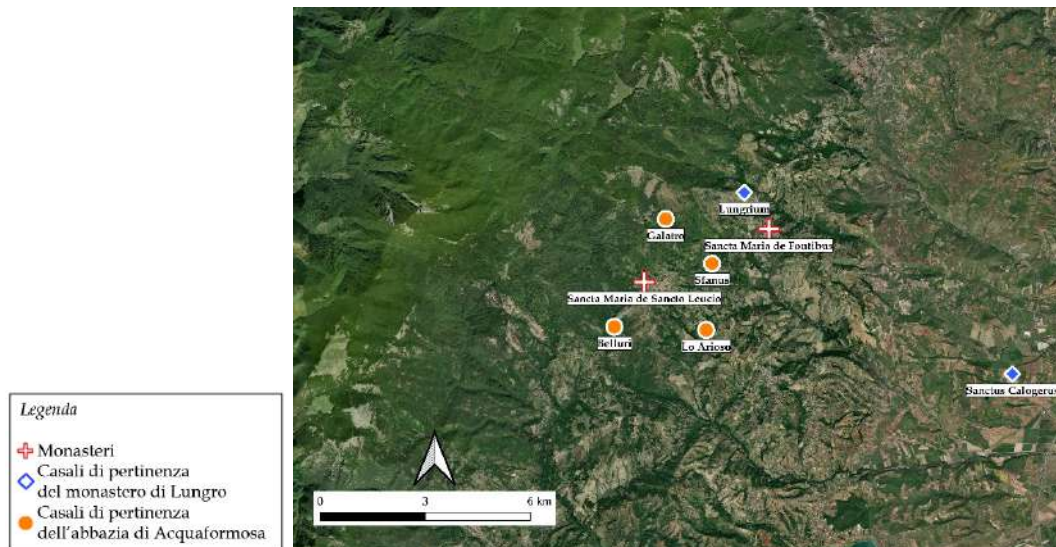 Lungrium
Galatro
Sancta Maria de Fontibus
Sfanus
Sancta Maria de Sancto Leucio
Belluri
Lo Arioso
Sanctus Calogerus
Legenda
Monasteri
Casali di pertinenza
del monastero di Lungro
Casali di pertinenza
dell'abbazia di Acquaformosa
0 3 6 km